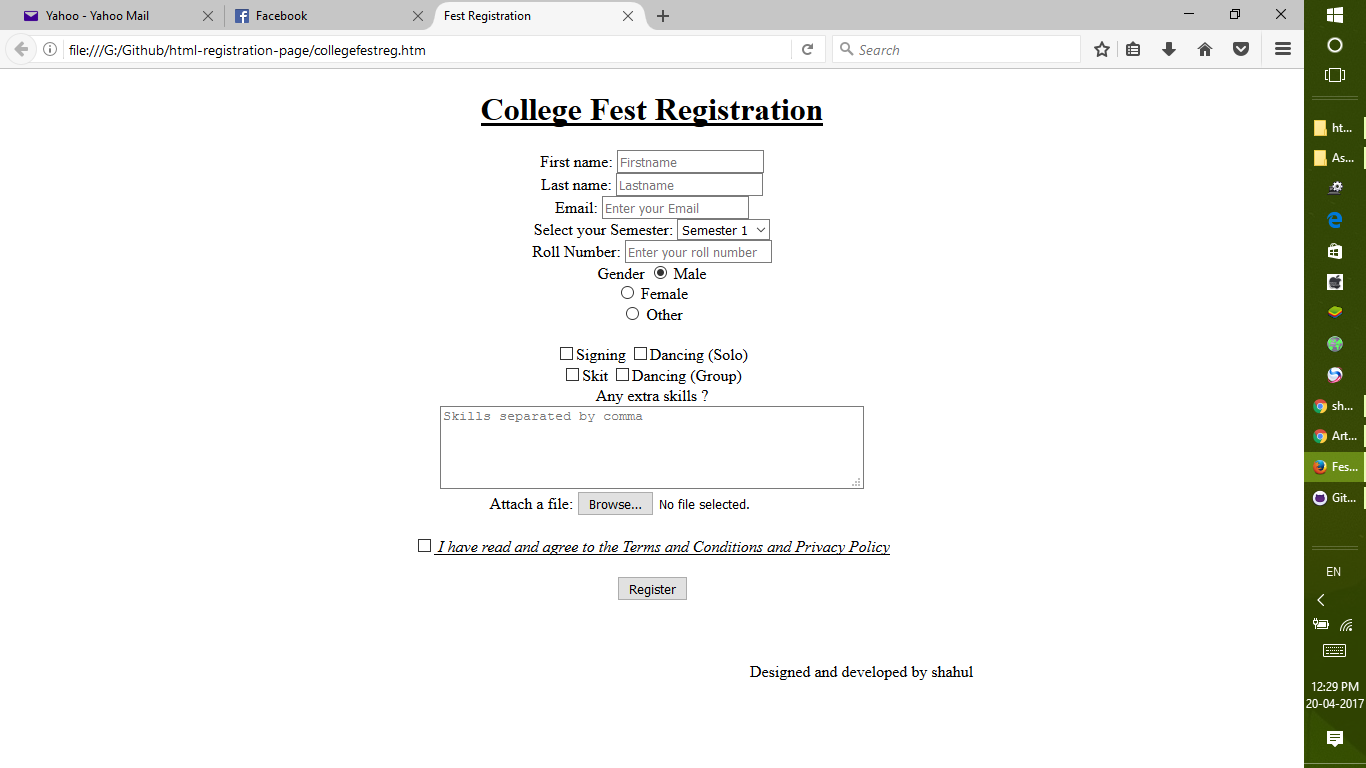 Yahoo - Yahoo Mail
Facebook
Fest Registration
file:///G:/Github/html-registration-page/collegefestreg.htm
Search
College Fest Registration
First name: Firstname
Last name: Lastname
Email: Enter your Email
Select your Semester: Semester 1
Roll Number: Enter your roll number
Gender Male
Female
Other
Signing Dancing (Solo)
Skit Dancing (Group)
Any extra skills ?
Skills separated by comma
Attach a file: Browse... No file selected.
I have read and agree to the Terms and Conditions and Privacy Policy
Register
Designed and developed by shahul
ht...
As...
sh...
Art...
Fes...
Git...
EN
12:29 PM
20-04-2017